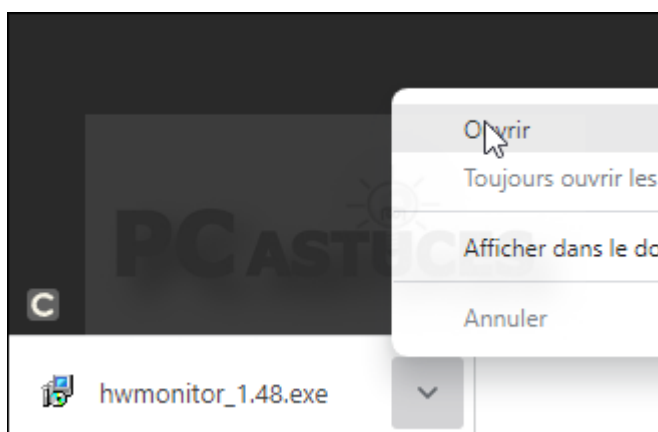 Ouvrir
Toujours ouvrir les
Afficher dans le do
Annuler
PC ASTUCES
C
hwmonitor_1.48.exe